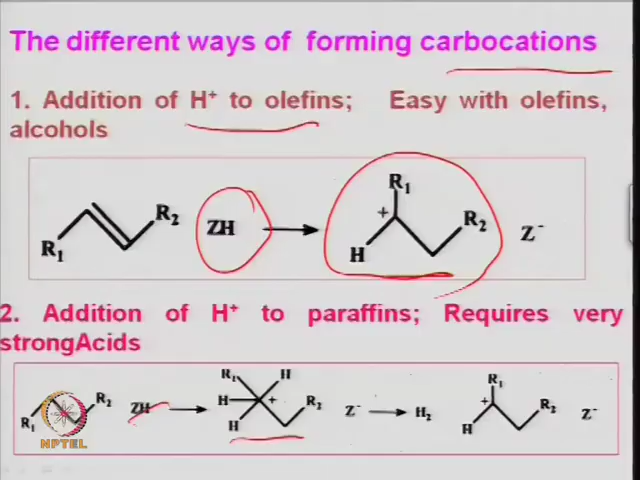 The different ways of forming carbocations
1. Addition of H+ to olefins; Easy with olefins,
alcohols
R1 R2 ZH R1 + H R2 Z-
2. Addition of H+ to paraffins; Requires very
strongAcids
R1 R2 ZH R1 H H + H R2 Z- H2 R1 + H R2 Z-
NPTEL